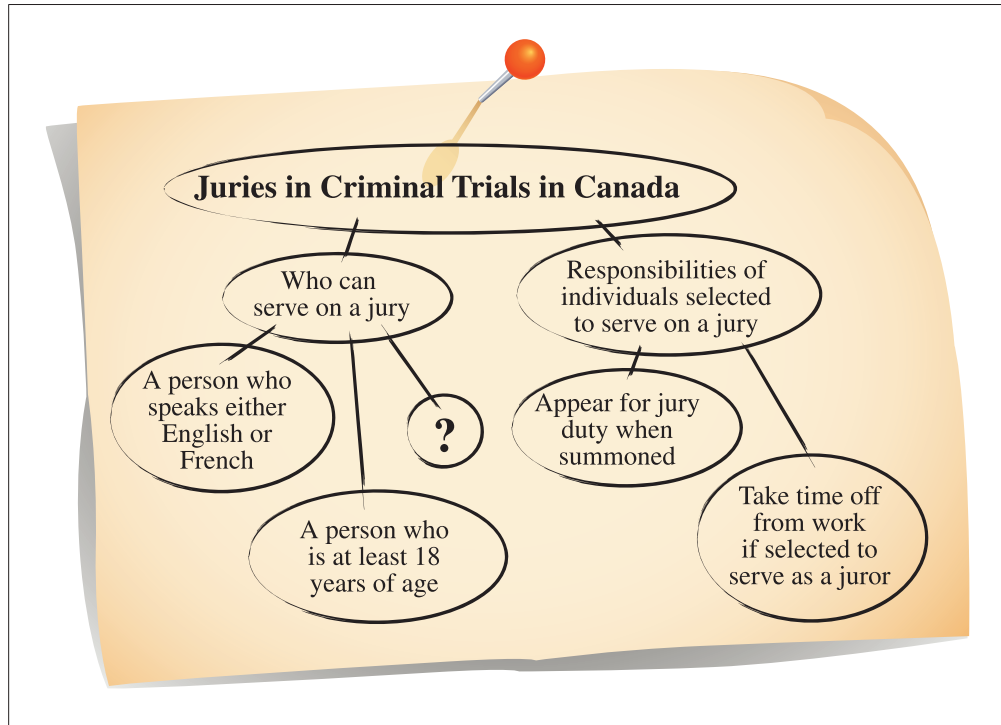 Juries in Criminal Trials in Canada
Who can
serve on a jury
Responsibilities of
individuals selected
to serve on a jury
A person who
speaks either
English or
French
?
Appear for jury
duty when
summoned
A person who
is at least 18
years of age
Take time off
from work
if selected to
serve as a juror